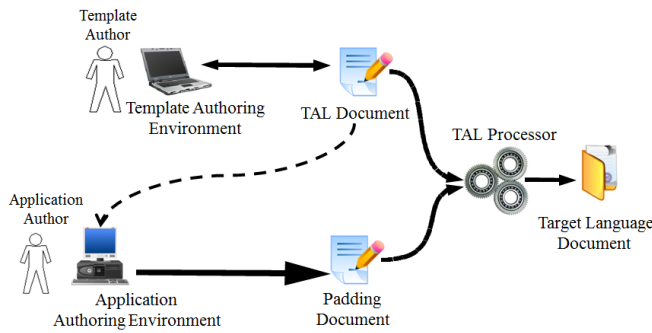 Template
Author
Template Authoring
Environment
TAL Document
TAL Processor
Target Language
Document
Application
Author
Application
Authoring Environment
Padding
Document